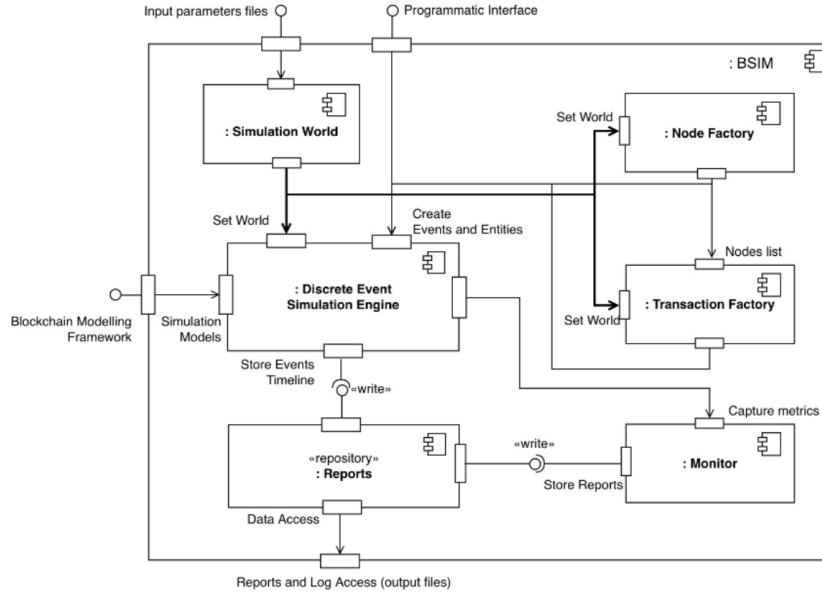 Input parameters files
Programmatic Interface
: BSIM
: Simulation World
Set World
: Node Factory
Set World
Create
Events and Entities
Nodes list
: Discrete Event
Simulation Engine
: Transaction Factory
Set World
Blockchain Modelling
Framework
Simulation
Models
Store Events
Timeline
«write»
Capture metrics
«repository»
: Reports
«write»
: Monitor
Store Reports
Data Access
Reports and Log Access (output files)